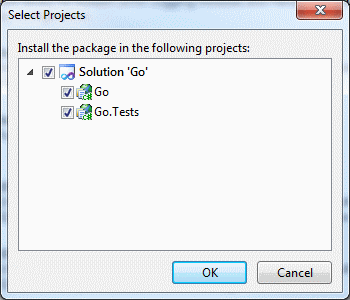 Select Projects
Install the package in the following projects:
Solution 'Go'
Go
Go.Tests
OK
Cancel